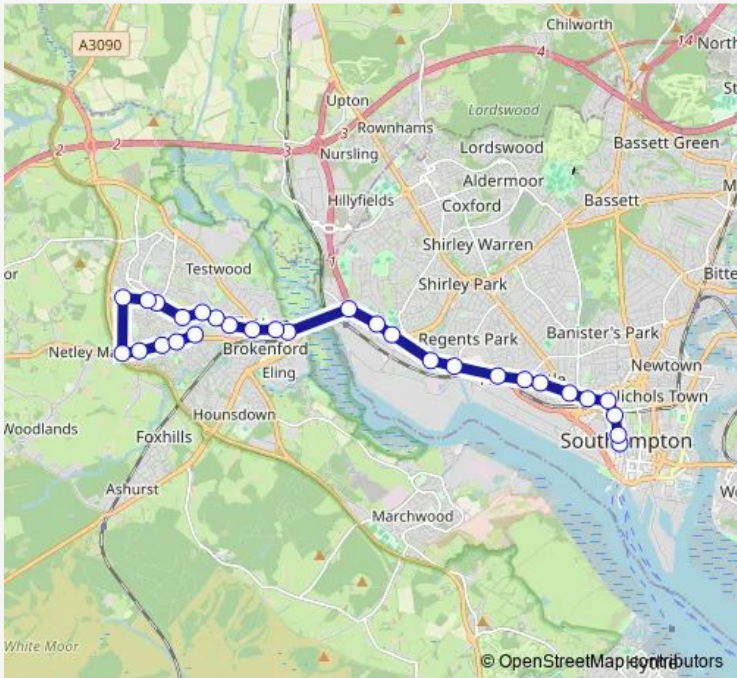 Chilworth
A3090
4
14
North
St
Upton
Lordswood
Rownhams
3
Bassett Green
2
2
3
Nursling
Lordswood
Aldermoor
Hillyfields
Coxford
Bassett
Shirley Warren
1
Testwood
Bitte
Shirley Park
or
Regents Park
Banister's Park
Netley Ma
Brokenford
Newtown
Eling
Nichols Town
Hounsdown
Woodlands
Foxhills
Southampton
Ashurst
Marchwood
White Moor
© OpenStreetMap contributors